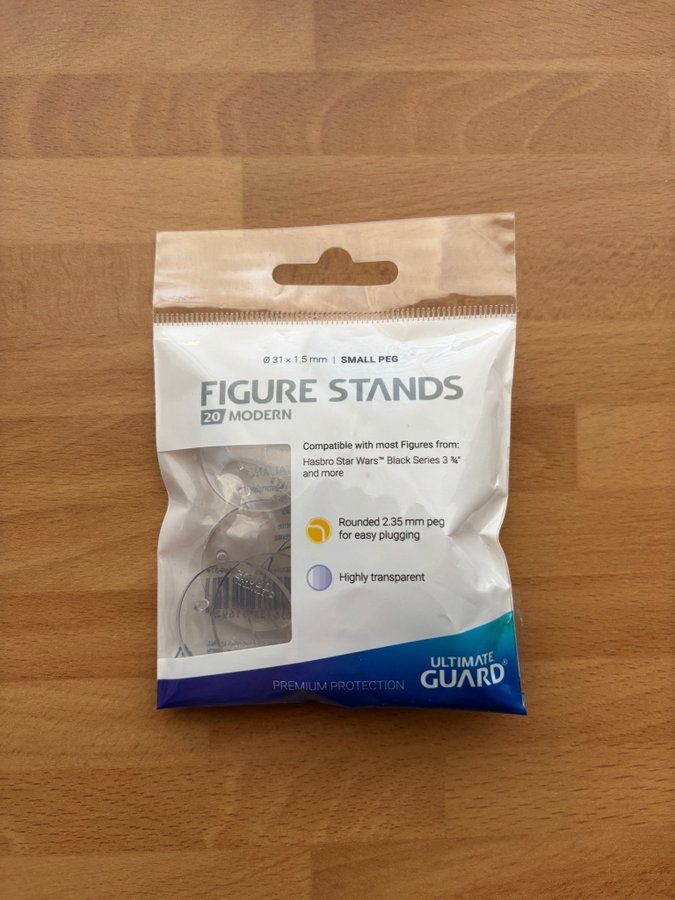 Ø 31 × 1.5 mm | SMALL PEG
FIGURE STANDS
20 MODERN
Compatible with most Figures from:
Hasbro Star Wars™ Black Series 3 ¾"
and more
Rounded 2.35 mm peg
for easy plugging
Highly transparent
ULTIMATE
GUARD®
PREMIUM PROTECTION